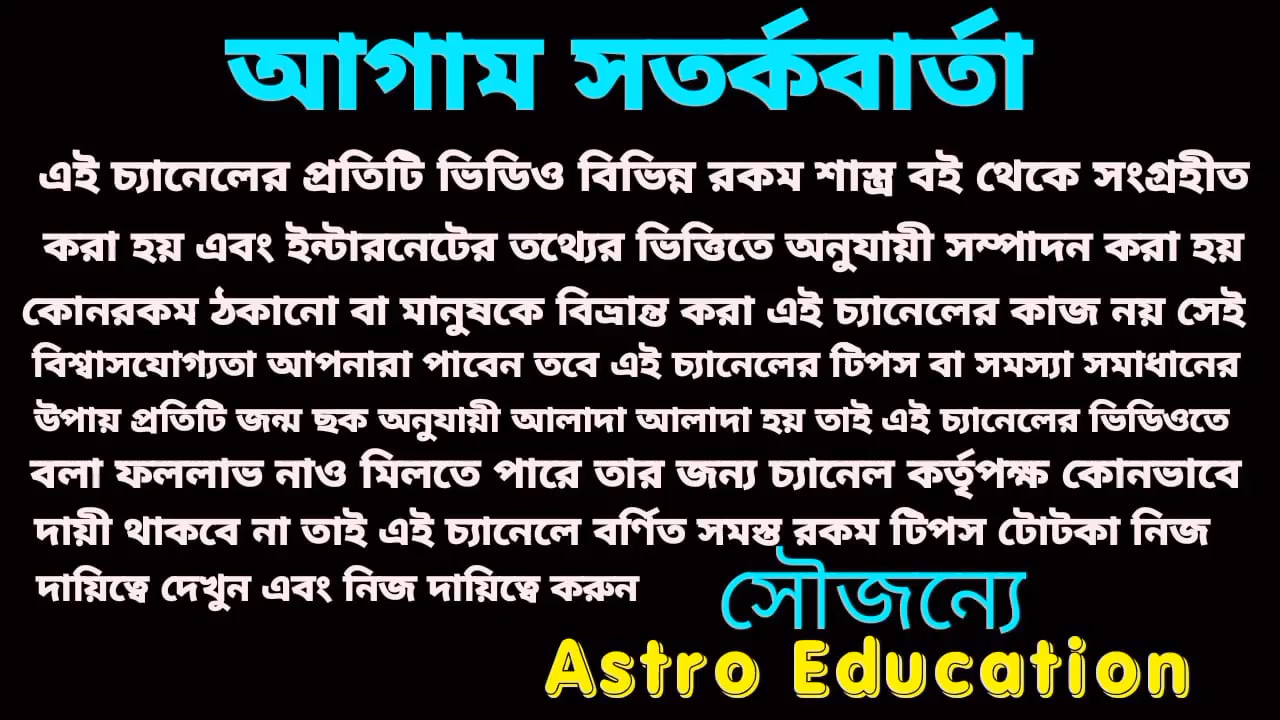 আগাম সতর্কবার্তা
এই চ্যানেলের প্রতিটি ভিডিও বিভিন্ন রকম শাস্ত্র বই থেকে সংগ্রহীত
করা হয় এবং ইন্টারনেটের তথ্যের ভিত্তিতে অনুযায়ী সম্পাদন করা হয়
কোনরকম ঠকানো বা মানুষকে বিভ্রান্ত করা এই চ্যানেলের কাজ নয় সেই
বিশ্বাসযোগ্যতা আপনারা পাবেন তবে এই চ্যানেলের টিপস বা সমস্যা সমাধানের
উপায় প্রতিটি জন্ম ছক অনুযায়ী আলাদা আলাদা হয় তাই এই চ্যানেলের ভিডিওতে
বলা ফললাভ নাও মিলতে পারে তার জন্য চ্যানেল কর্তৃপক্ষ কোনভাবে
দায়ী থাকবে না তাই এই চ্যানেলে বর্ণিত সমস্ত রকম টিপস টোটকা নিজ
দায়িত্বে দেখুন এবং নিজ দায়িত্বে করুন
সৌজন্যে
Astro Education